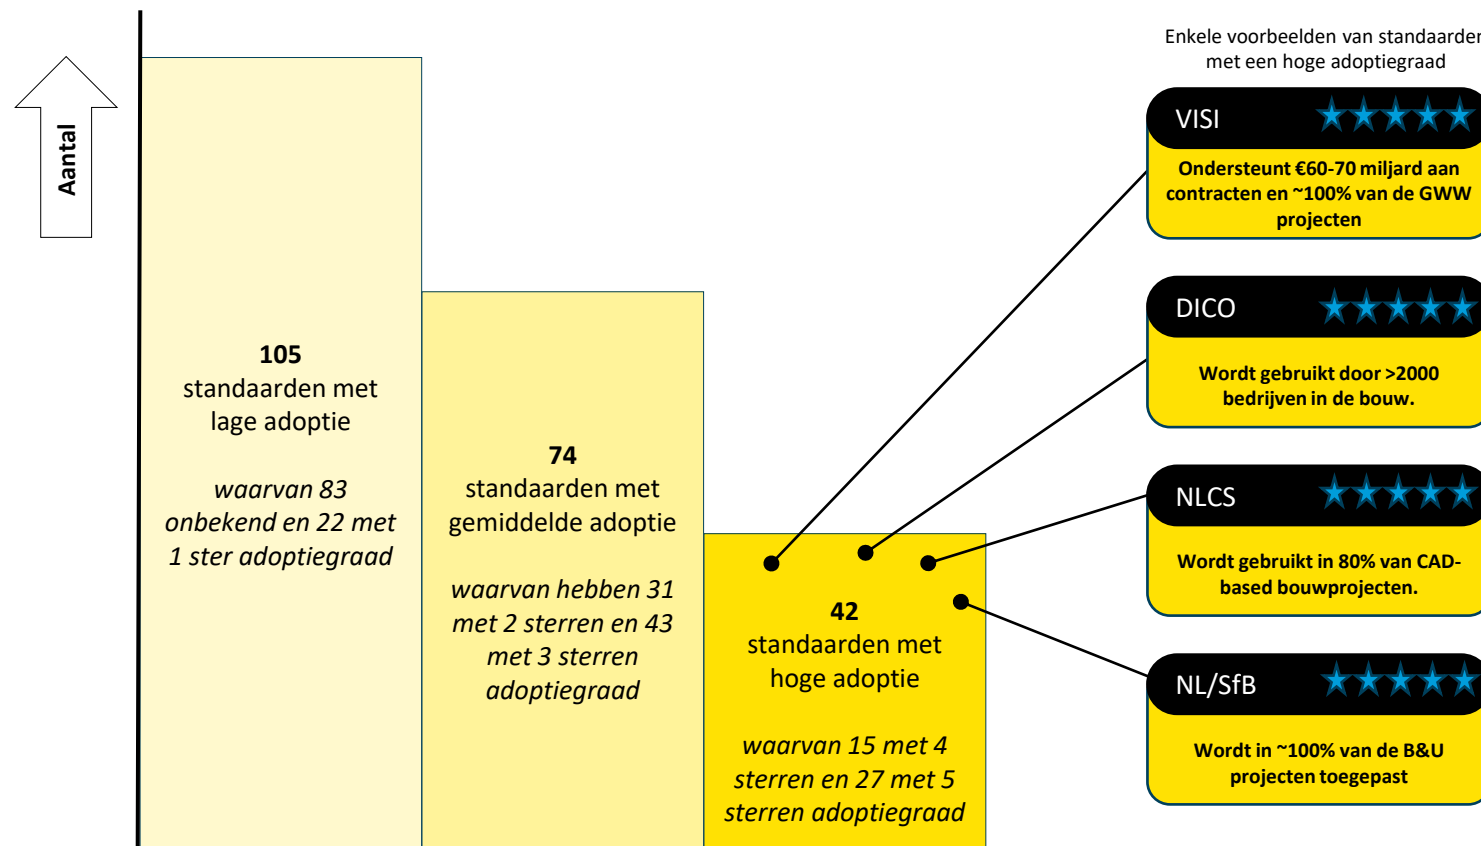 Aantal
105
standaarden met
lage adoptie
waarvan 83
onbekend en 22 met
1 ster adoptiegraad
74
standaarden met
gemiddelde adoptie
waarvan hebben 31
met 2 sterren en 43
met 3 sterren
adoptiegraad
42
standaarden met
hoge adoptie
waarvan 15 met 4
sterren en 27 met 5
sterren adoptiegraad
Enkele voorbeelden van standaarden
met een hoge adoptiegraad
VISI
Ondersteunt €60-70 miljard aan
contracten en ~100% van de GWW
projecten
DICO
Wordt gebruikt door >2000
bedrijven in de bouw.
NLCS
Wordt gebruikt in 80% van CAD-
based bouwprojecten.
NL/SfB
Wordt in ~100% van de B&U
projecten toegepast